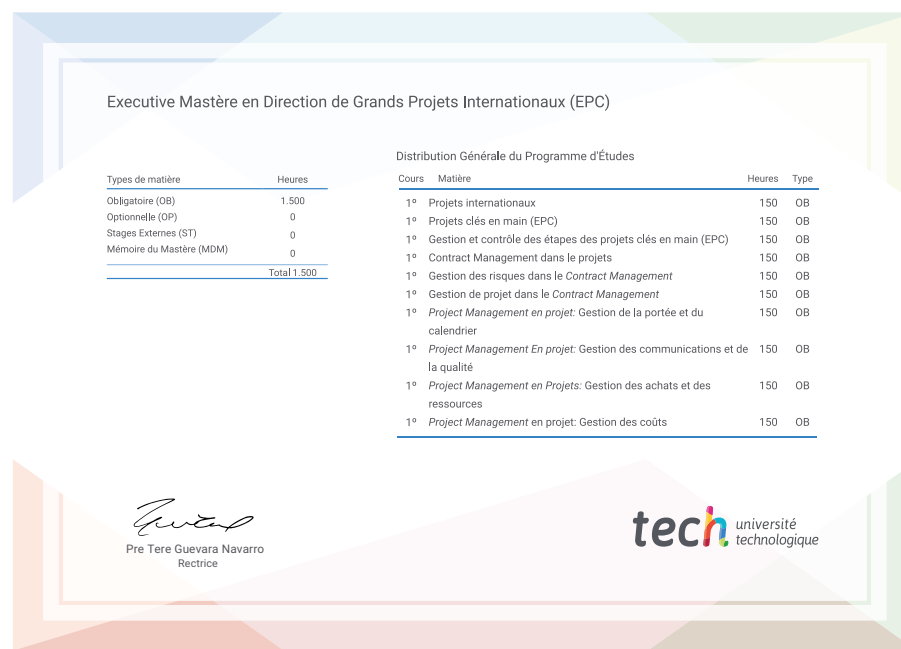 Executive Mastère en Direction de Grands Projets Internationaux (EPC)
Types de matière Heures
Obligatoire (OB) 1.500
Optionnelle (OP) 0
Stages Externes (ST) 0
Mémoire du Mastère (MDM) 0
Total 1.500
Distribution Générale du Programme d'Études
Cours Matière Heures Type
1º Projets internationaux 150 OB
1º Projets clés en main (EPC) 150 OB
1º Gestion et contrôle des étapes des projets clés en main (EPC) 150 OB
1º Contract Management dans le projets 150 OB
1º Gestion des risques dans le Contract Management 150 OB
1º Gestion de projet dans le Contract Management 150 OB
1º Project Management en projet: Gestion de la portée et du 150 OB
calendrier
1º Project Management En projet: Gestion des communications et de 150 OB
la qualité
1º Project Management en Projets: Gestion des achats et des 150 OB
ressources
1º Project Management en projet: Gestion des coûts 150 OB
Pre Tere Guevara Navarro
Rectrice
tech université
technologique